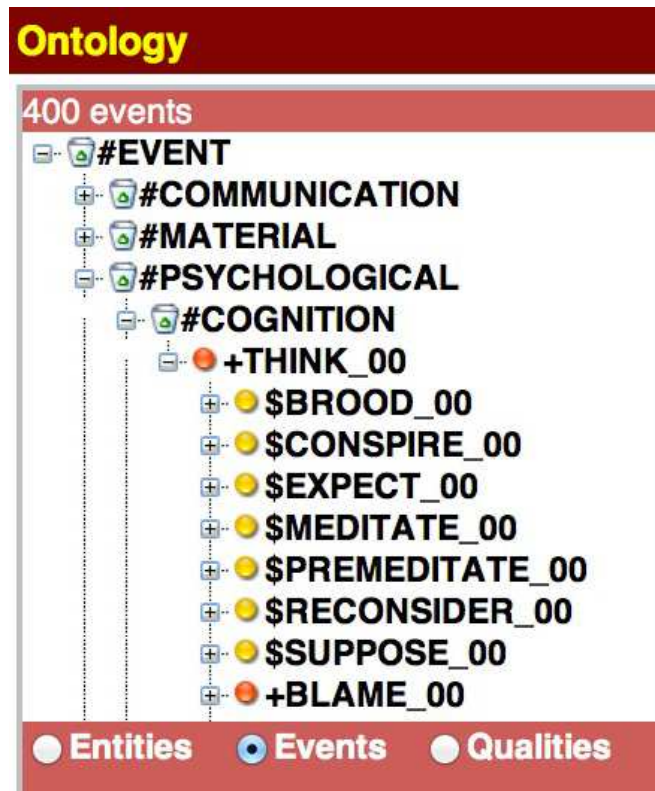 Ontology
400 events
#EVENT
#COMMUNICATION
#MATERIAL
#PSYCHOLOGICAL
#COGNITION
+THINK_00
$BROOD_00
$CONSPIRE_00
$EXPECT_00
$MEDITATE_00
$PREMEDITATE_00
$RECONSIDER_00
$SUPPOSE_00
+BLAME_00
Entities Events Qualities